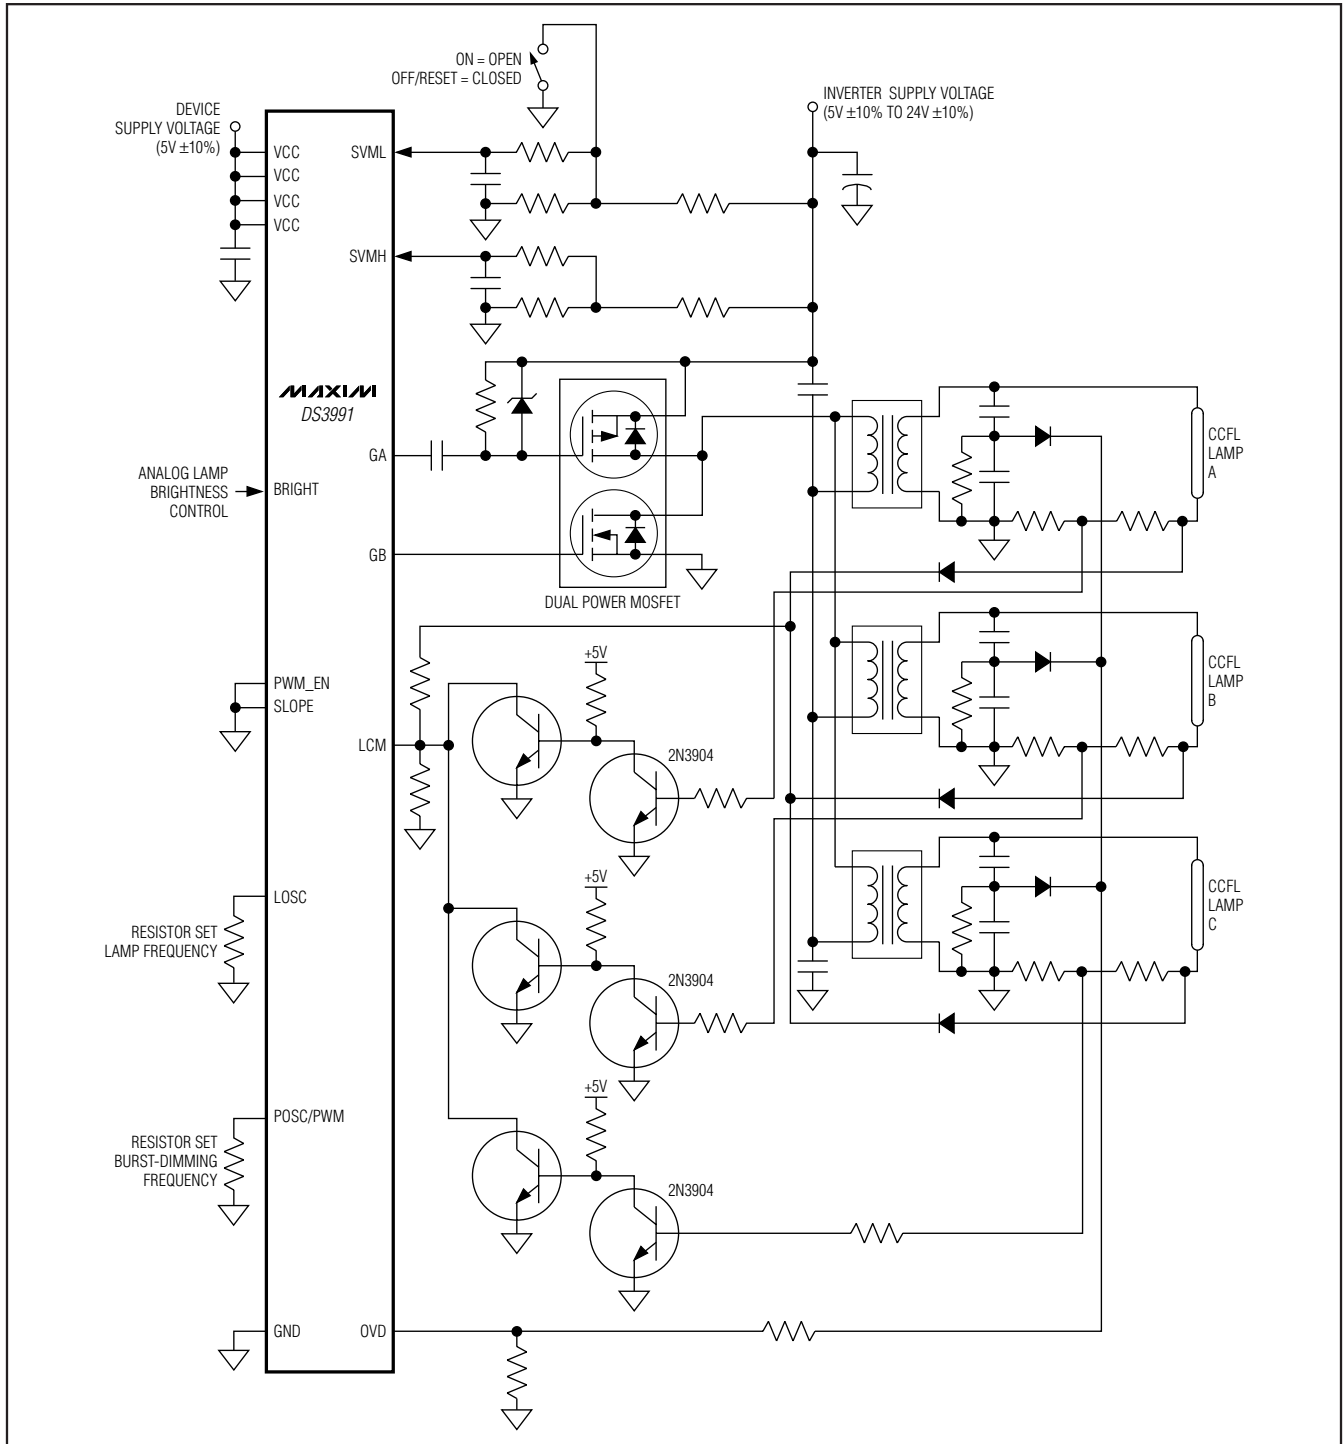 ON = OPEN
OFF/RESET = CLOSED
INVERTER SUPPLY VOLTAGE
(5V ±10% TO 24V ±10%)
DEVICE
SUPPLY VOLTAGE
(5V ±10%)
VCC
VCC
VCC
VCC
SVML
SVMH
MAXIM
DS3991
GA
ANALOG LAMP
BRIGHTNESS
CONTROL
BRIGHT
GB
DUAL POWER MOSFET
CCFL
LAMP
A
PWM_EN
SLOPE
LCM
+5V
2N3904
CCFL
LAMP
B
LOSC
RESISTOR SET
LAMP FREQUENCY
+5V
2N3904
CCFL
LAMP
C
POSC/PWM
RESISTOR SET
BURST-DIMMING
FREQUENCY
+5V
2N3904
GND
OVD